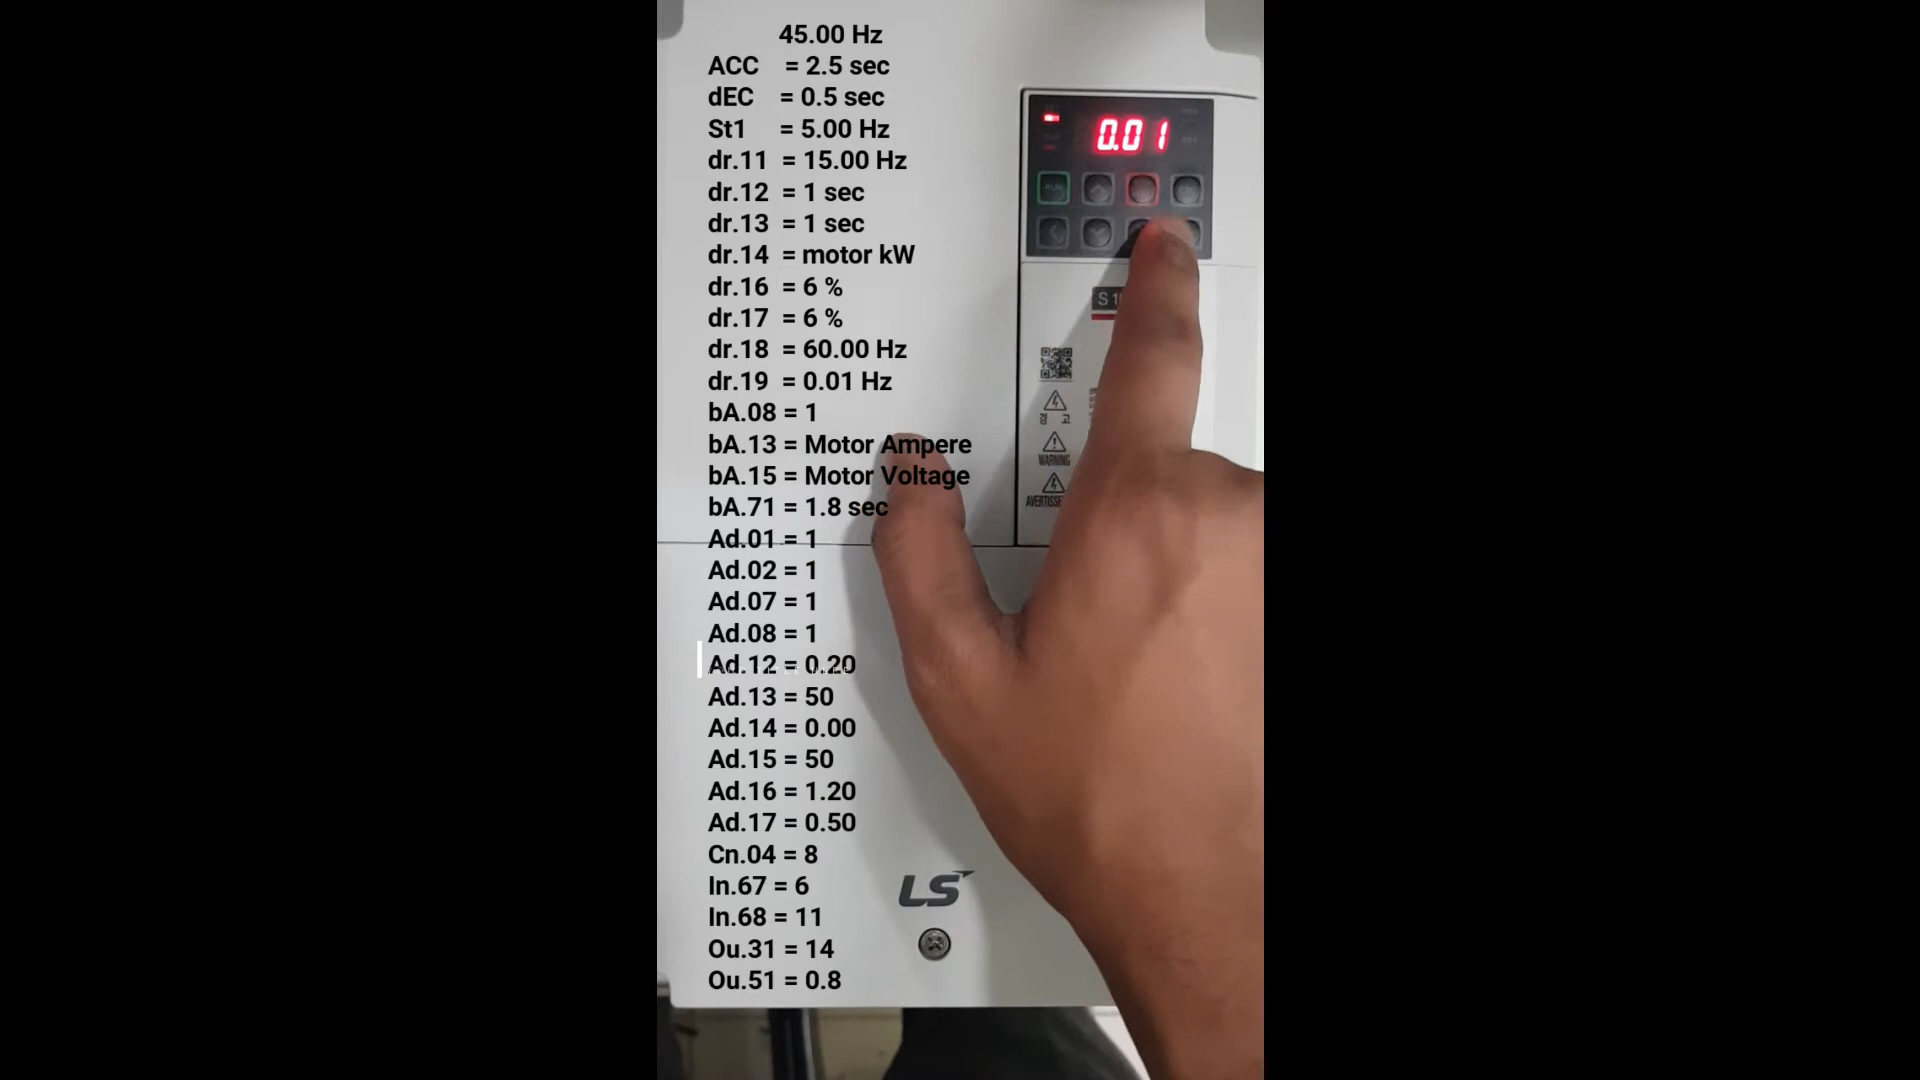 45.00 Hz
ACC = 2.5 sec
dEC = 0.5 sec
St1 = 5.00 Hz
dr.11 = 15.00 Hz
dr.12 = 1 sec
dr.13 = 1 sec
dr.14 = motor kW
dr.16 = 6 %
dr.17 = 6 %
dr.18 = 60.00 Hz
dr.19 = 0.01 Hz
bA.08 = 1
bA.13 = Motor Ampere
bA.15 = Motor Voltage
bA.71 = 1.8 sec
Ad.01 = 1
Ad.02 = 1
Ad.07 = 1
Ad.08 = 1
Ad.12 = 0.20
Ad.13 = 50
Ad.14 = 0.00
Ad.15 = 50
Ad.16 = 1.20
Ad.17 = 0.50
Cn.04 = 8
In.67 = 6
In.68 = 11
Ou.31 = 14
Ou.51 = 0.8
0.01
RUN
경 고
WARNING
LS